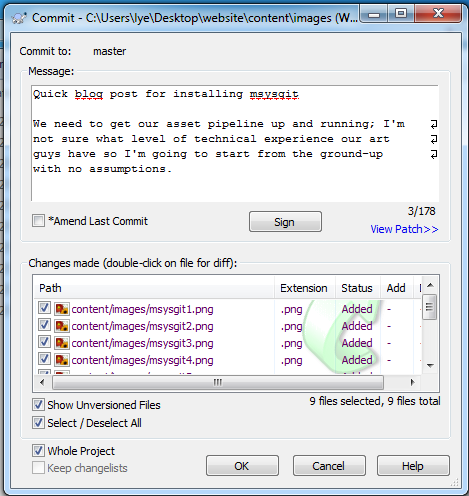 Commit - C:\Users\lye\Desktop\website\content\images (W...
Commit to: master
Message:
Quick blog post for installing msysgit
We need to get our asset pipeline up and running; I'm
not sure what level of technical experience our art
guys have so I'm going to start from the ground-up
with no assumptions.
3/178
*Amend Last Commit
Sign
View Patch>>
Changes made (double-click on file for diff):
Path Extension Status Add
content/images/msysgit1.png .png Added -
content/images/msysgit2.png .png Added -
content/images/msysgit3.png .png Added -
content/images/msysgit4.png .png Added -
Show Unversioned Files
9 files selected, 9 files total
Select / Deselect All
Whole Project
Keep changelists
OK Cancel Help